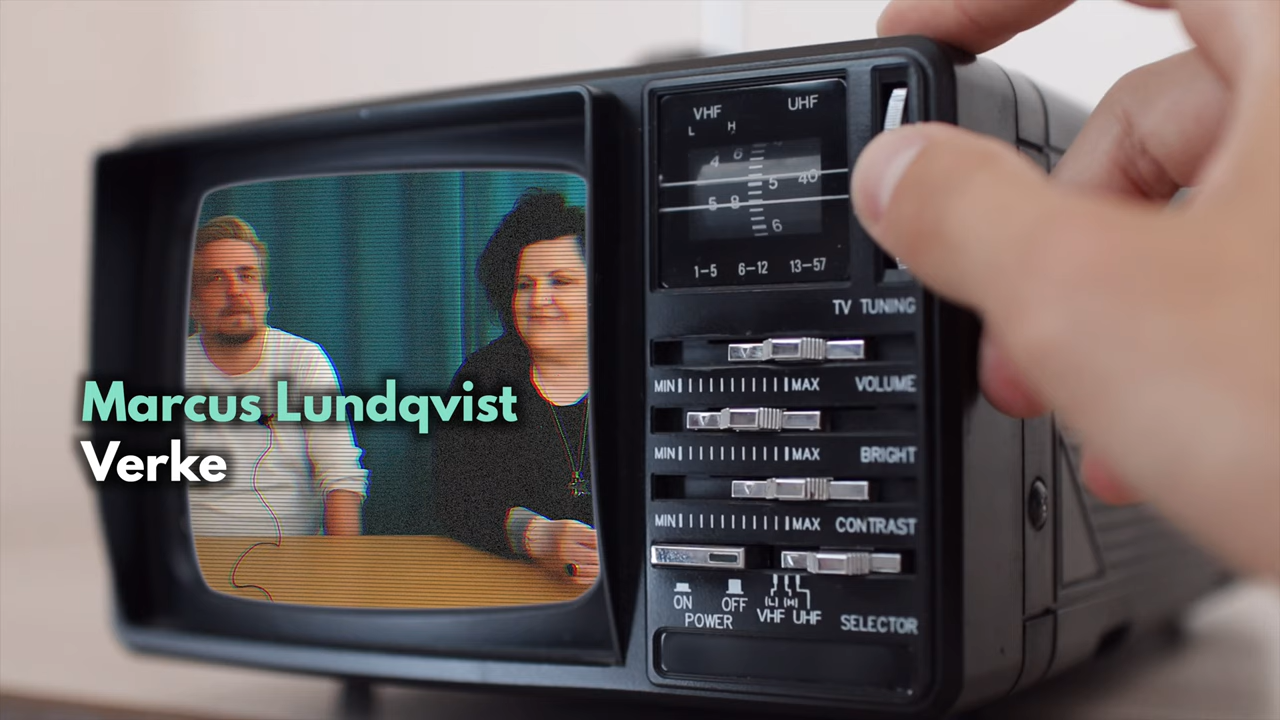 Marcus Lundqvist
Verke
VHF UHF
L H
4 6 4
5 40
5 8
6
1-5 6-12 13-57
TV TUNING
MIN MAX VOLUME
MIN MAX BRIGHT
MIN MAX CONTRAST
ON OFF
POWER
(L) (H)
VHF UHF
SELECTOR